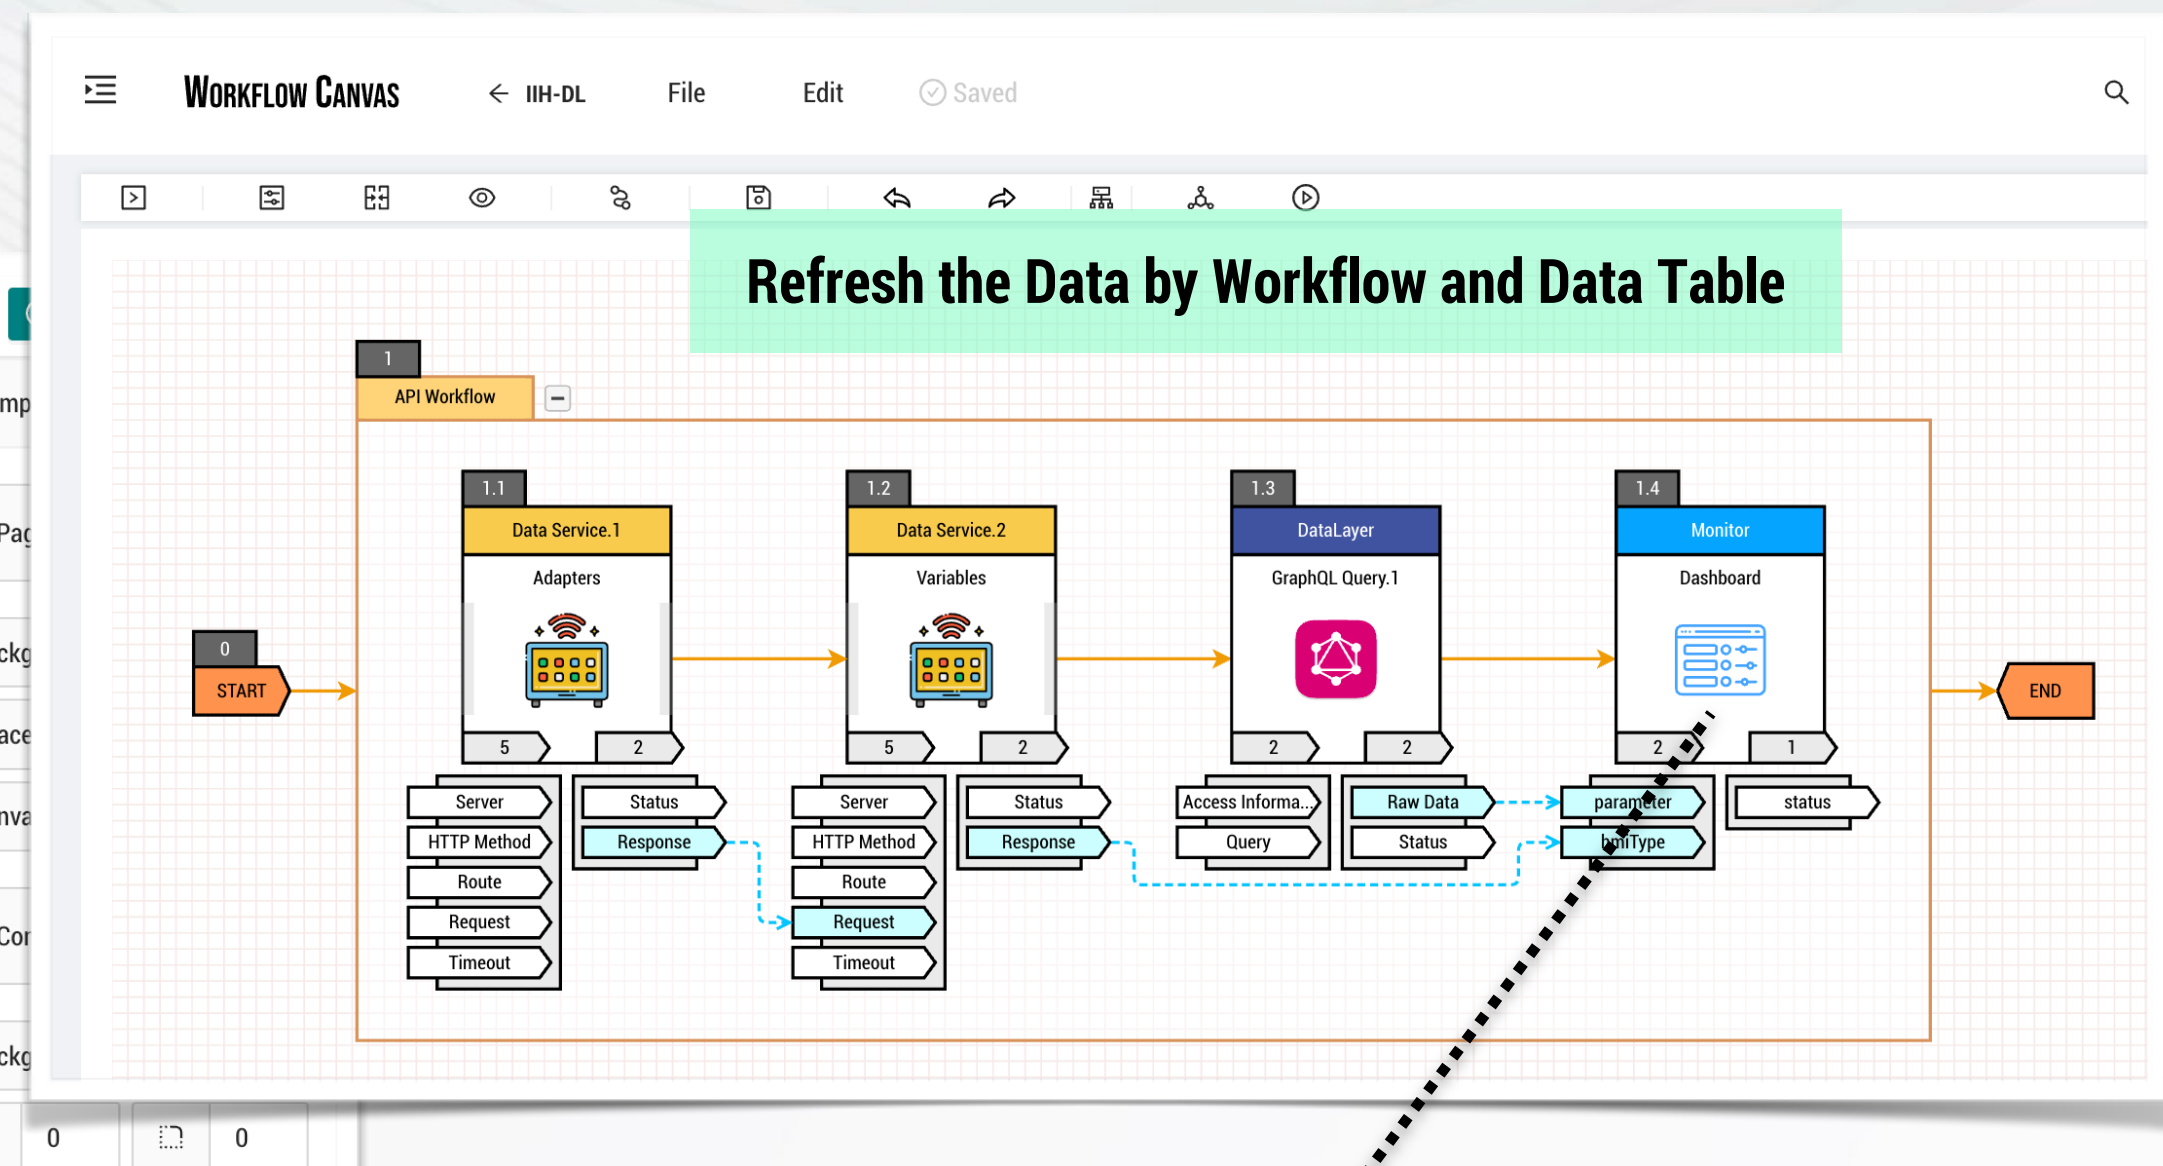 WORKFLOW CANVAS
IIH-DL
File
Edit
Saved
Refresh the Data by Workflow and Data Table
1
API Workflow
0
START
1.1
Data Service.1
Adapters
5
2
Server
HTTP Method
Route
Request
Timeout
Status
Response
1.2
Data Service.2
Variables
5
2
Server
HTTP Method
Route
Request
Timeout
Status
Response
1.3
DataLayer
GraphQL Query.1
2
2
Access Informa...
Query
Raw Data
Status
1.4
Monitor
Dashboard
2
1
parameter
hmiType
status
END
0
0